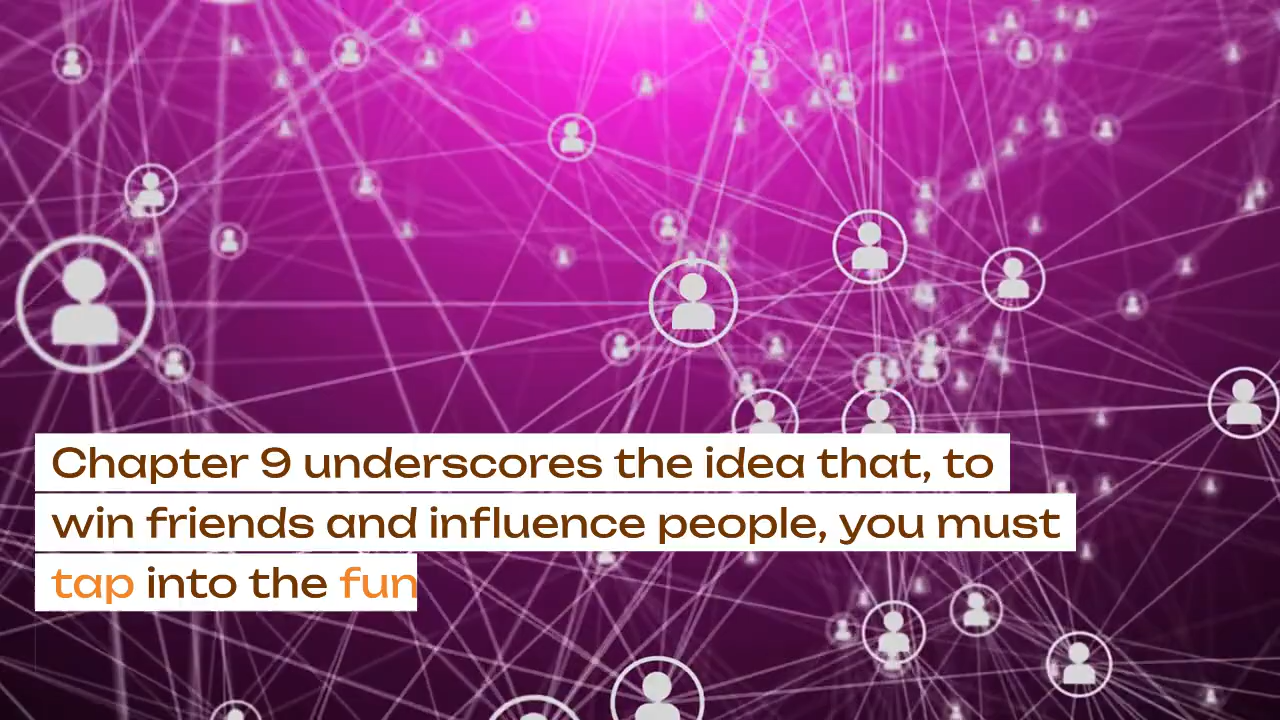 Chapter 9 underscores the idea that, to
win friends and influence people, you must
tap into the fun